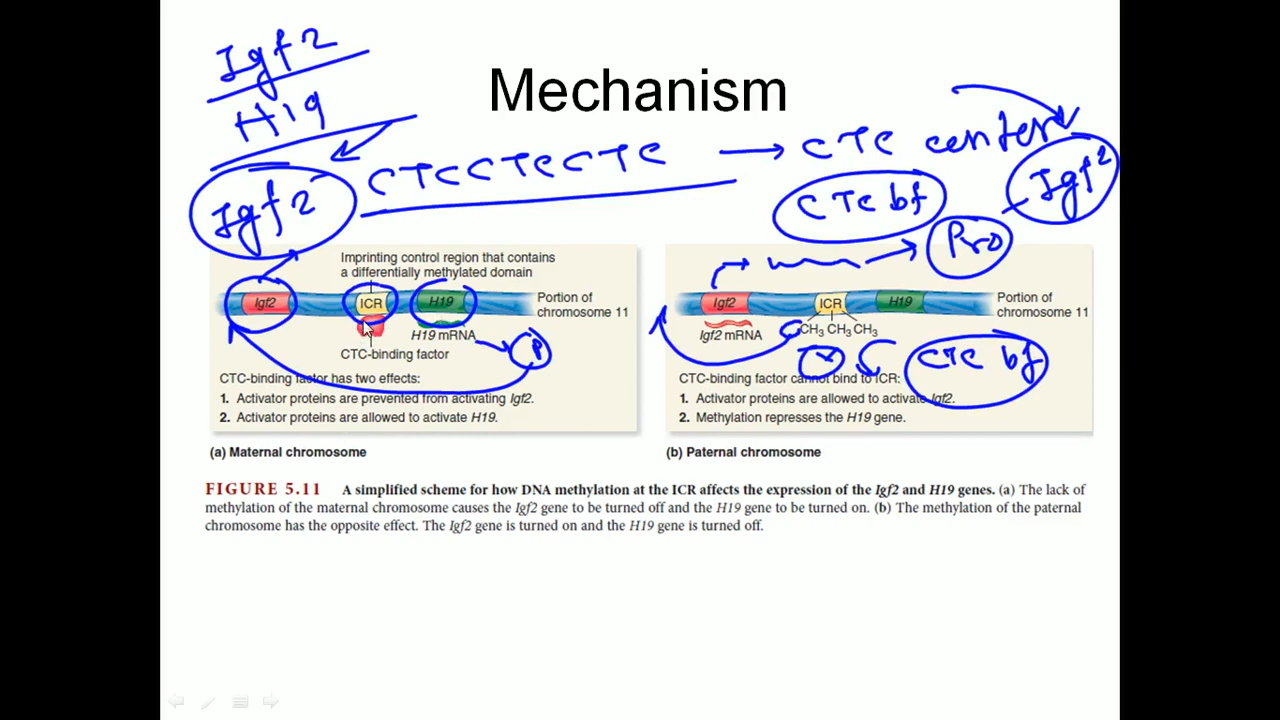 Igf2
H19
Mechanism
CTCCTCCTC → CTC center
Igf2
CTC bf
Igf2
Pro
Imprinting control region that contains
a differentially methylated domain
Igf2
ICR
H19
Portion of
chromosome 11
H19 mRNA
P
CTC-binding factor
CTC-binding factor has two effects:
1. Activator proteins are prevented from activating Igf2.
2. Activator proteins are allowed to activate H19.
(a) Maternal chromosome
Igf2
ICR
H19
Portion of
chromosome 11
Igf2 mRNA
CH3 CH3 CH3
CTC bf
CTC-binding factor cannot bind to ICR:
1. Activator proteins are allowed to activate Igf2.
2. Methylation represses the H19 gene.
(b) Paternal chromosome
FIGURE 5.11 A simplified scheme for how DNA methylation at the ICR affects the expression of the Igf2 and H19 genes. (a) The lack of
methylation of the maternal chromosome causes the Igf2 gene to be turned off and the H19 gene to be turned on. (b) The methylation of the paternal
chromosome has the opposite effect. The Igf2 gene is turned on and the H19 gene is turned off.